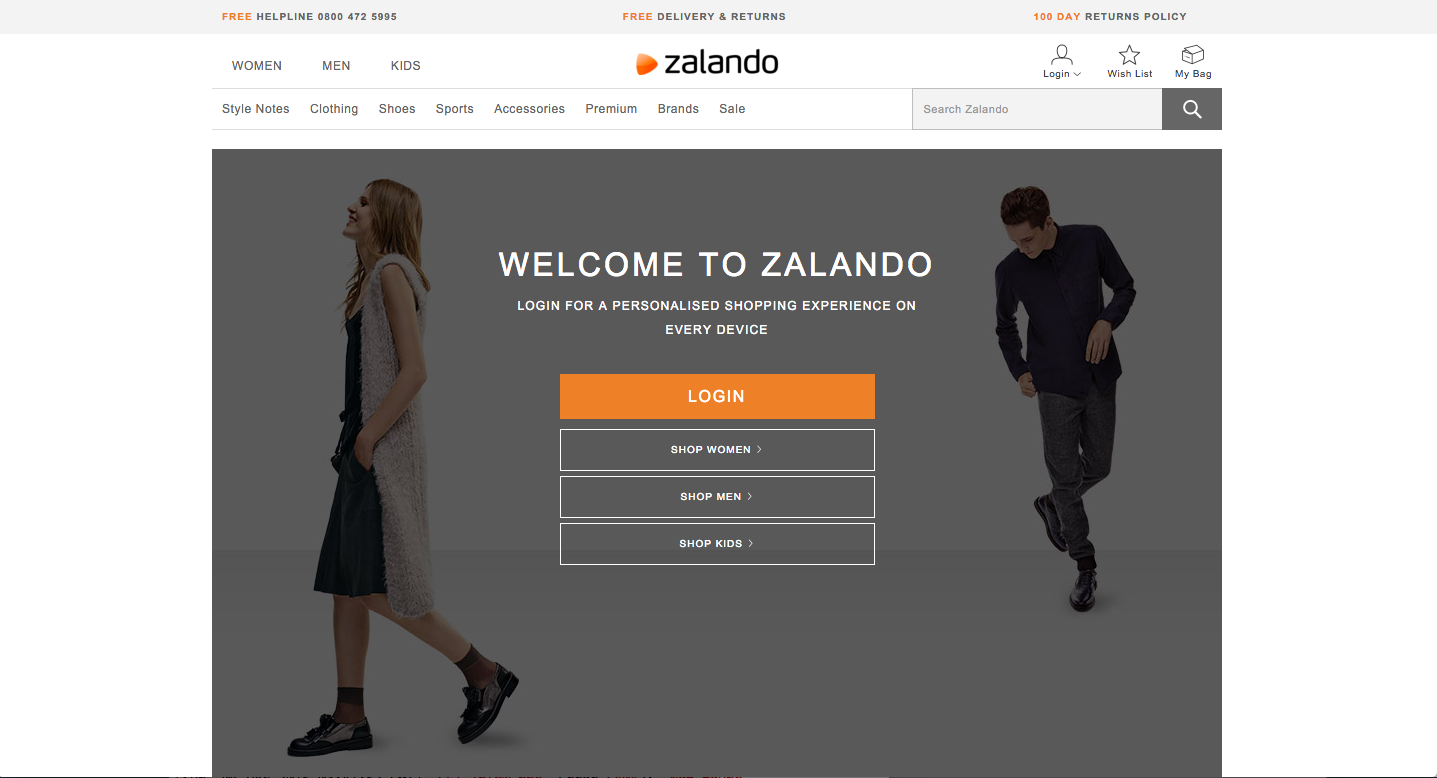 FREE HELPLINE 0800 472 5995
FREE DELIVERY & RETURNS
100 DAY RETURNS POLICY
WOMEN MEN KIDS
zalando
Login
Wish List
My Bag
Style Notes Clothing Shoes Sports Accessories Premium Brands Sale
Search Zalando
WELCOME TO ZALANDO
LOGIN FOR A PERSONALISED SHOPPING EXPERIENCE ON
EVERY DEVICE
LOGIN
SHOP WOMEN
SHOP MEN
SHOP KIDS